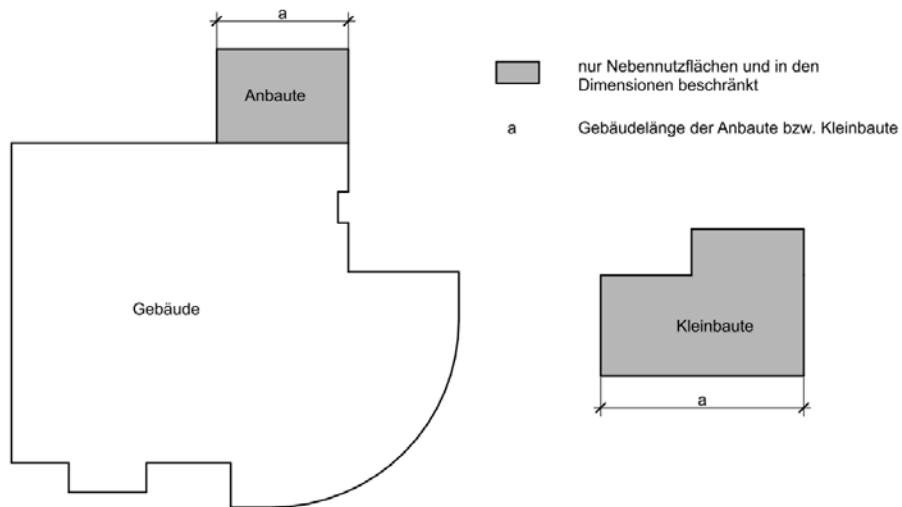 a
Anbaute
nur Nebennutzflächen und in den
Dimensionen beschränkt
a Gebäudelänge der Anbaute bzw. Kleinbaute
Gebäude
Kleinbaute
a